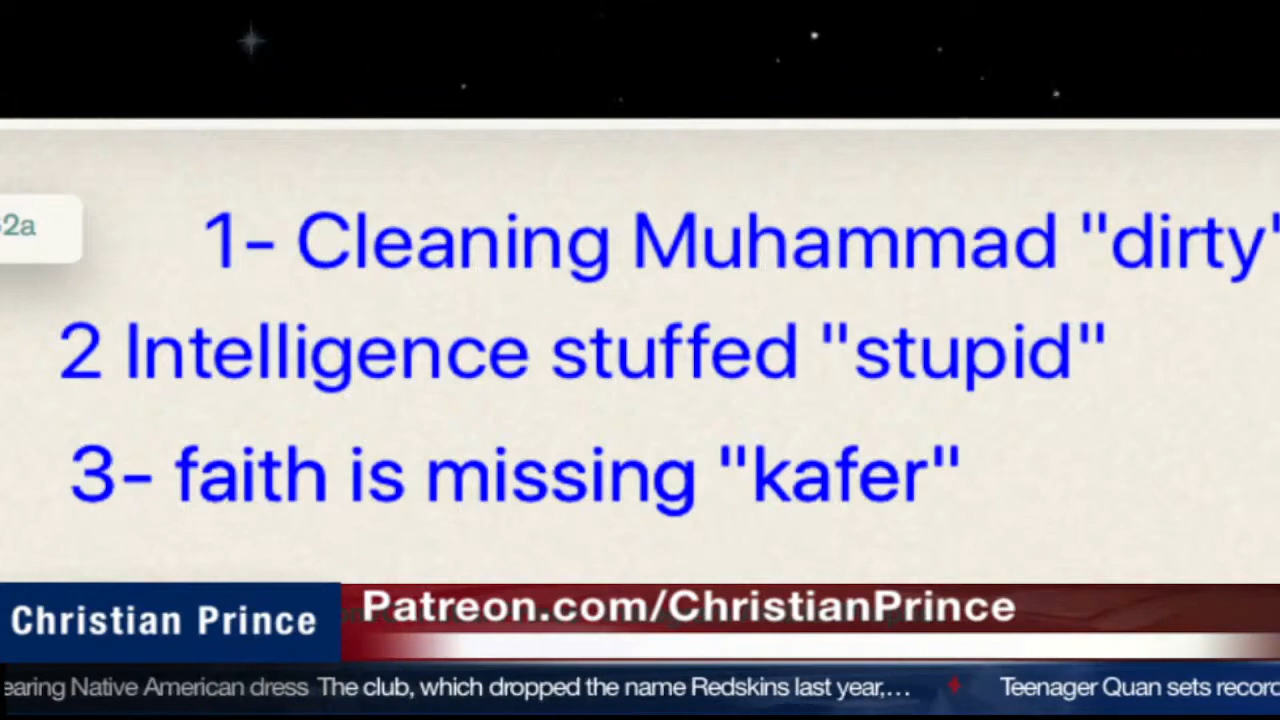 2a
1- Cleaning Muhammad "dirty"
2 Intelligence stuffed "stupid"
3- faith is missing "kafer"
Christian Prince
Patreon.com/ChristianPrince
earing Native American dress The club, which dropped the name Redskins last year,...
Teenager Quan sets record